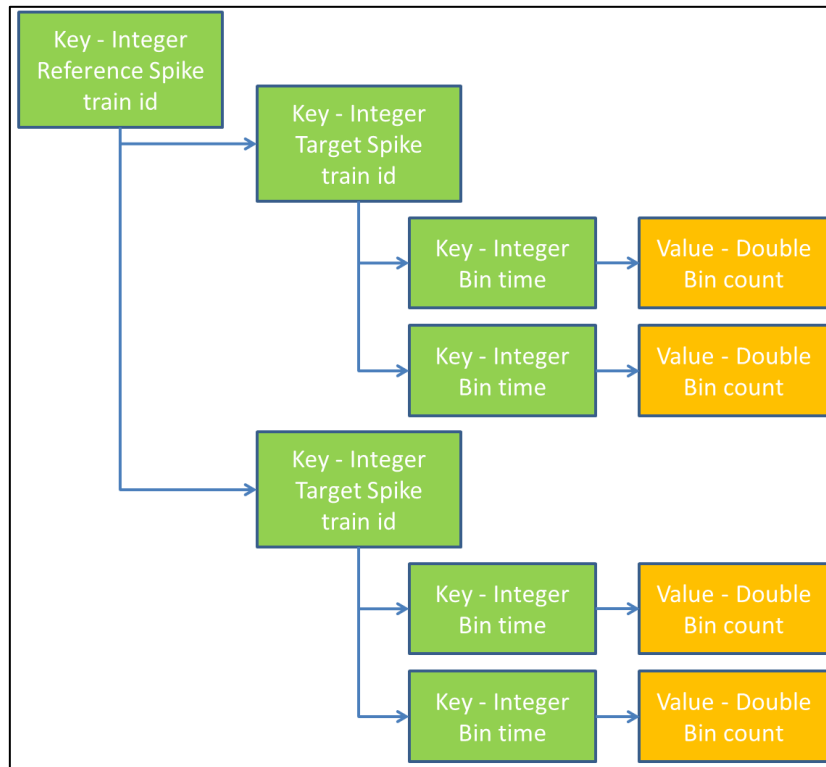 Key - Integer
Reference Spike
train id
Key - Integer
Target Spike
train id
Key - Integer
Bin time
Value - Double
Bin count
Key - Integer
Bin time
Value - Double
Bin count
Key - Integer
Target Spike
train id
Key - Integer
Bin time
Value - Double
Bin count
Key - Integer
Bin time
Value - Double
Bin count